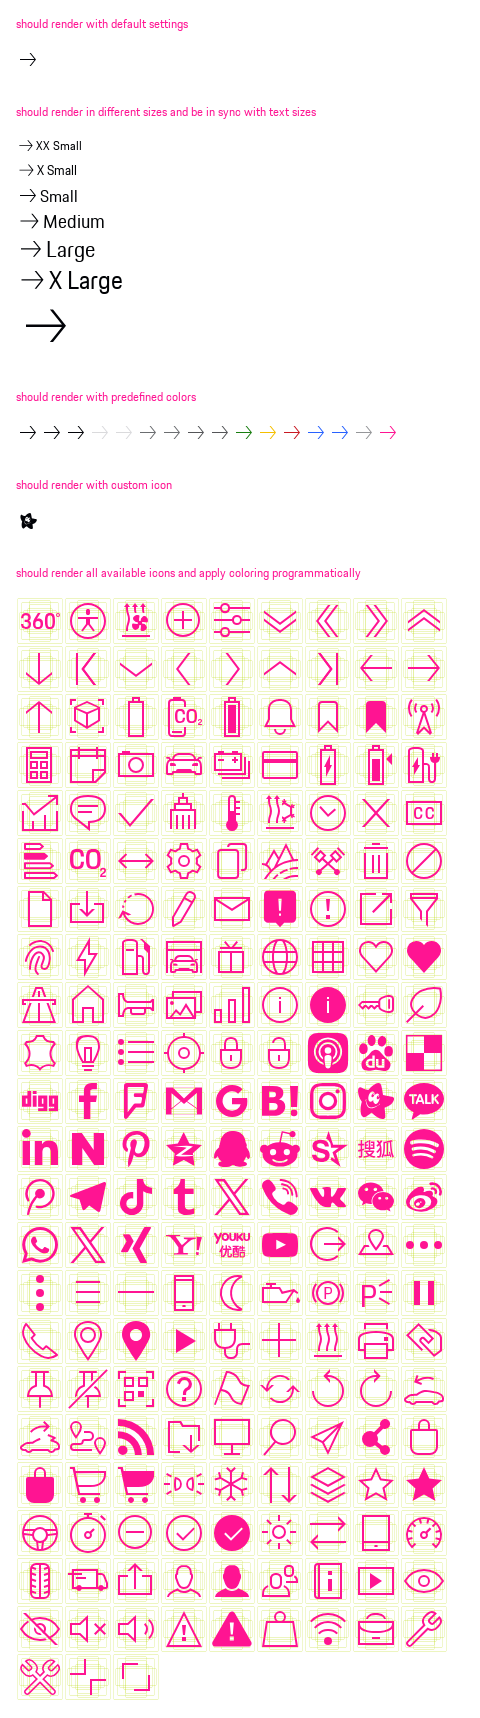 should render with default settings
should render in different sizes and be in sync with text sizes
XX Small
X Small
Small
Medium
Large
X Large
should render with predefined colors
should render with custom icon
should render all available icons and apply coloring programmatically
360°
CO2
CC
CO2
du
digg
B!
TALK
in
N
搜狐
Y!
YOUKU
优酷
P
P